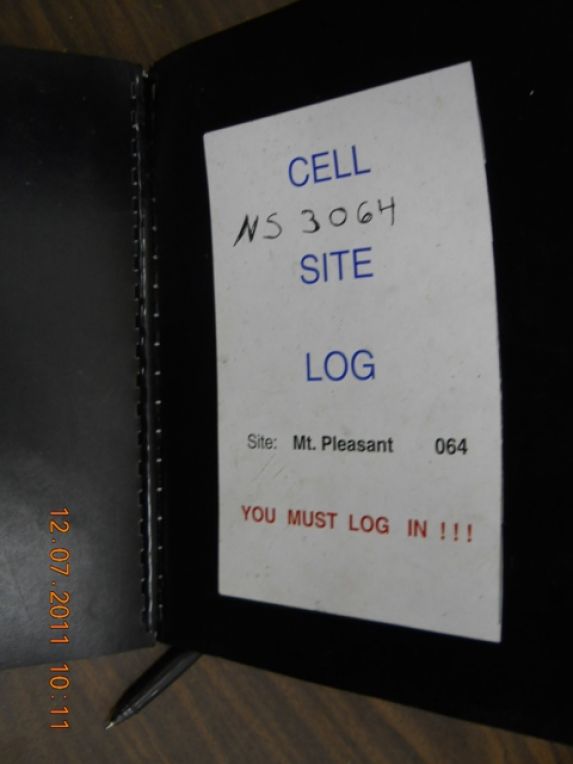 CELL
NS 3064
SITE
LOG
Site: Mt. Pleasant 064
YOU MUST LOG IN !!!
12.07.2011 10:11